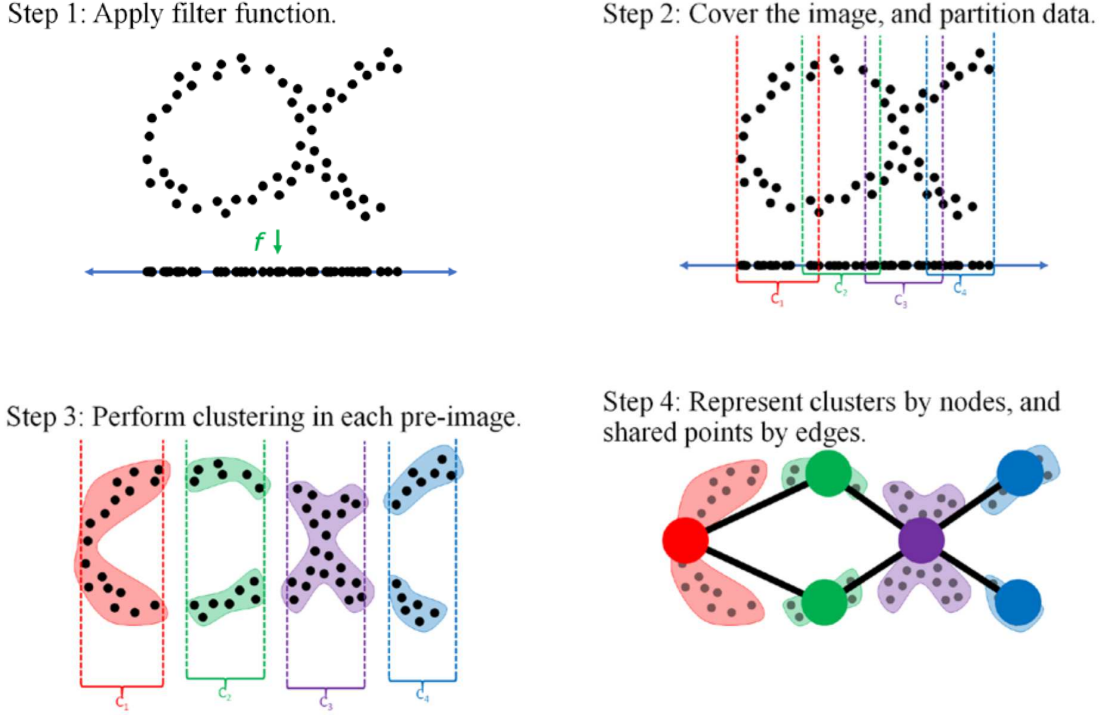 Step 1: Apply filter function.
Step 2: Cover the image, and partition data.
f
C1 C2 C3 C4
Step 3: Perform clustering in each pre-image.
Step 4: Represent clusters by nodes, and
shared points by edges.
C1 C2 C3 C4